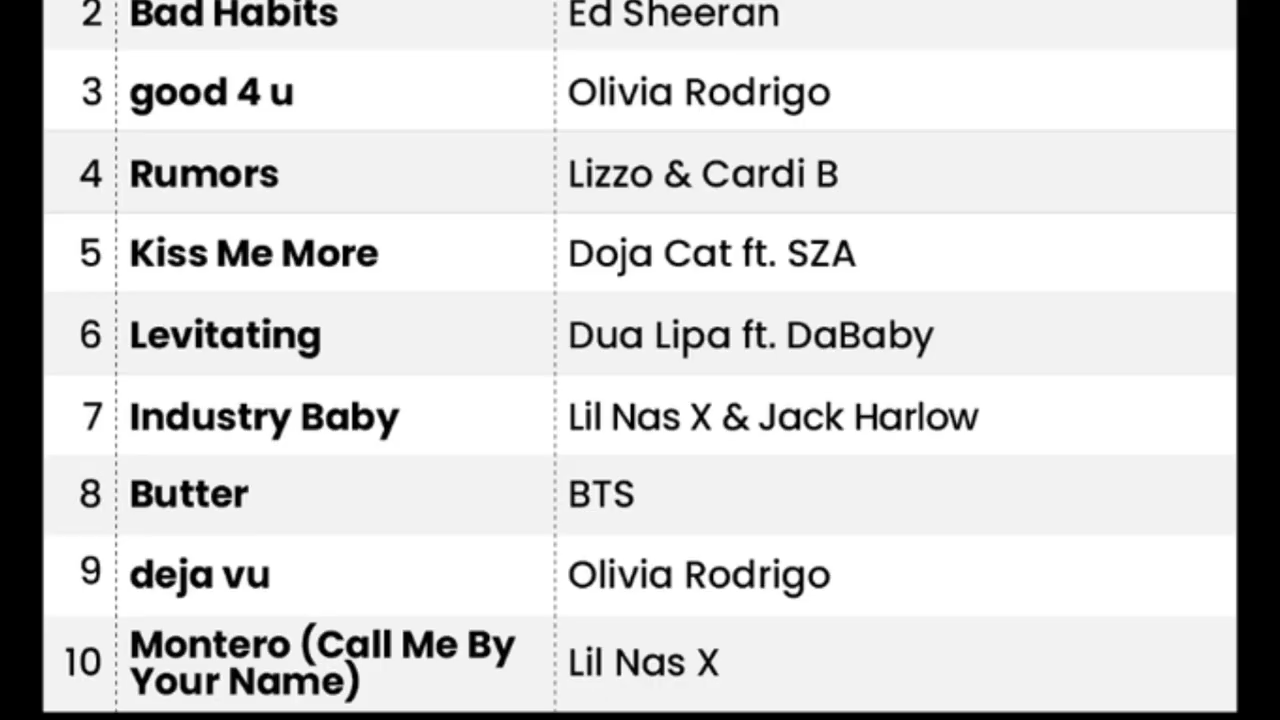 2 Bad Habits Ed Sheeran
3 good 4 u Olivia Rodrigo
4 Rumors Lizzo & Cardi B
5 Kiss Me More Doja Cat ft. SZA
6 Levitating Dua Lipa ft. DaBaby
7 Industry Baby Lil Nas X & Jack Harlow
8 Butter BTS
9 deja vu Olivia Rodrigo
10 Montero (Call Me By
Your Name) Lil Nas X